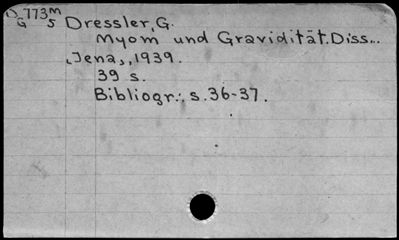 D.773m Dressler, G.
G 5
Myom und Gravidität. Diss...
Jena, 1939.
39 s.
Bibliogr.: s. 36-37.